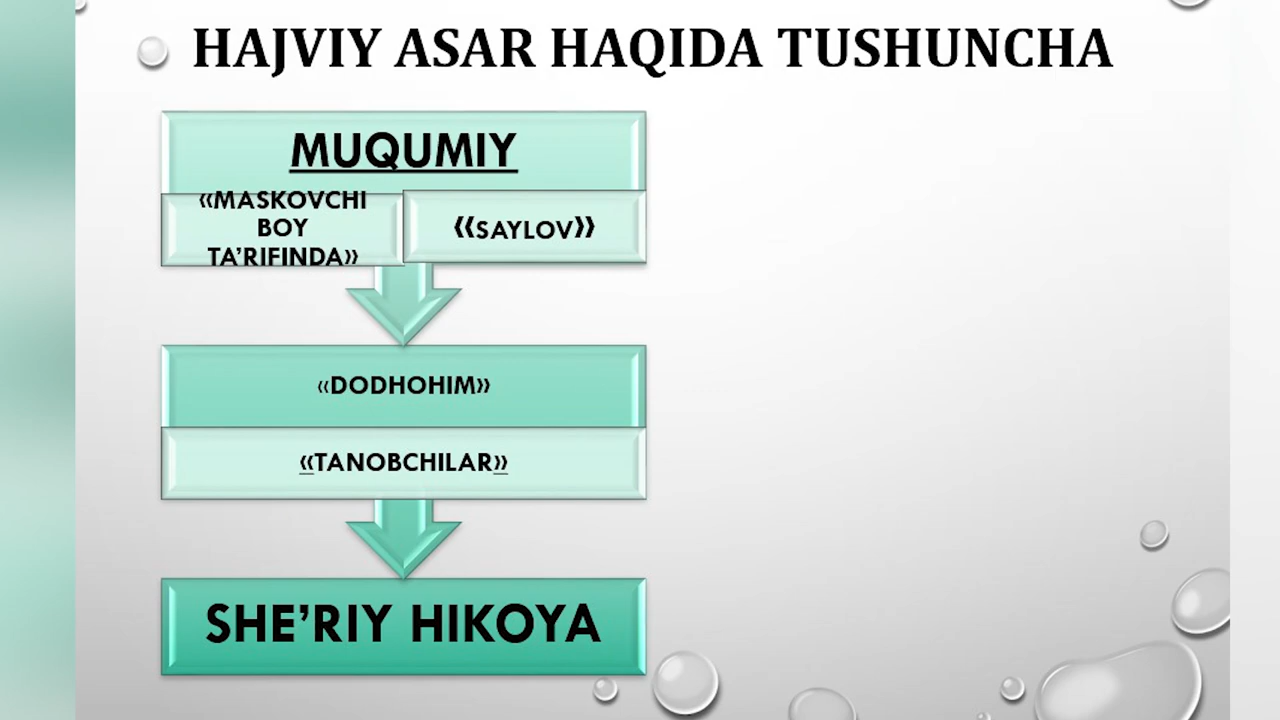 HAJVIY ASAR HAQIDA TUSHUNCHA
MUQUMIY
«MASKOVCHI
BOY
TA’RIFINDA»
«SAYLOV»
«DODHOHIM»
«TANOBCHILAR»
SHE’RIY HIKOYA